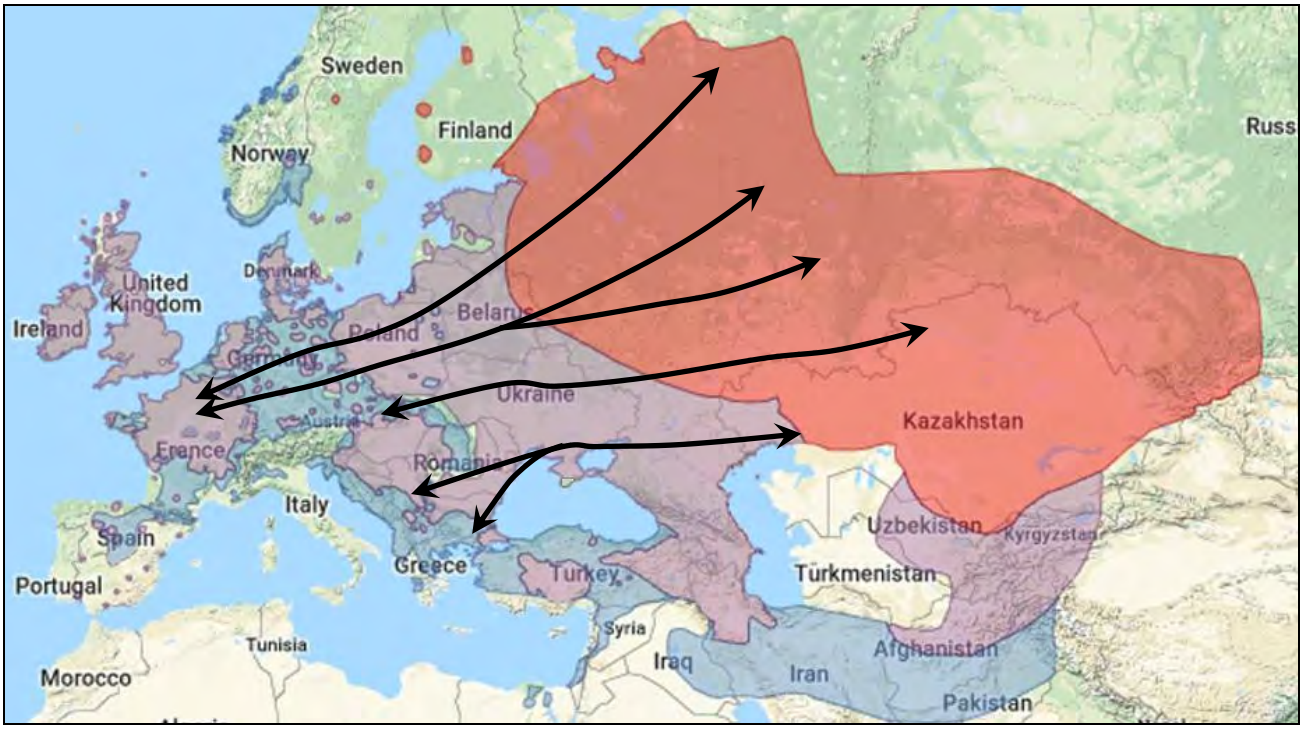 Sweden
Finland
Russ
Norway
Denmark
United
Kingdom
Ireland
Belarus
Poland
Germany
Ukraine
Austria
Kazakhstan
France
Romania
Italy
Uzbekistan
Kyrgyzstan
Spain
Greece
Turkey
Türkmenistan
Portugal
Syria
Tunisia
Afghanistan
Iraq
Iran
Morocco
Pakistan